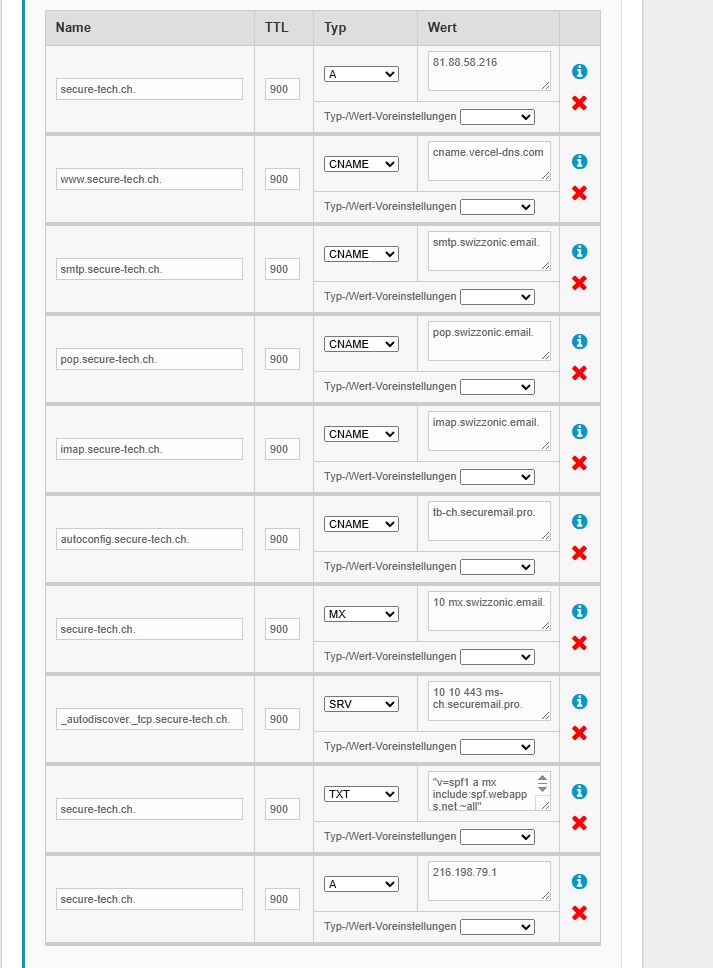 Name TTL Typ Wert
secure-tech.ch. 900 A 81.88.58.216
Typ-/Wert-Voreinstellungen
www.secure-tech.ch. 900 CNAME cname.vercel-dns.com
Typ-/Wert-Voreinstellungen
smtp.secure-tech.ch. 900 CNAME smtp.swizzonic.email.
Typ-/Wert-Voreinstellungen
pop.secure-tech.ch. 900 CNAME pop.swizzonic.email.
Typ-/Wert-Voreinstellungen
imap.secure-tech.ch. 900 CNAME imap.swizzonic.email.
Typ-/Wert-Voreinstellungen
autoconfig.secure-tech.ch. 900 CNAME tb-ch.securemail.pro.
Typ-/Wert-Voreinstellungen
secure-tech.ch. 900 MX 10 mx.swizzonic.email.
Typ-/Wert-Voreinstellungen
_autodiscover._tcp.secure-tech.ch. 900 SRV 10 10 443 ms-
ch.securemail.pro.
Typ-/Wert-Voreinstellungen
secure-tech.ch. 900 TXT "v=spf1 a mx
include:spf.webapp
s.net ~all"
Typ-/Wert-Voreinstellungen
secure-tech.ch. 900 A 216.198.79.1
Typ-/Wert-Voreinstellungen